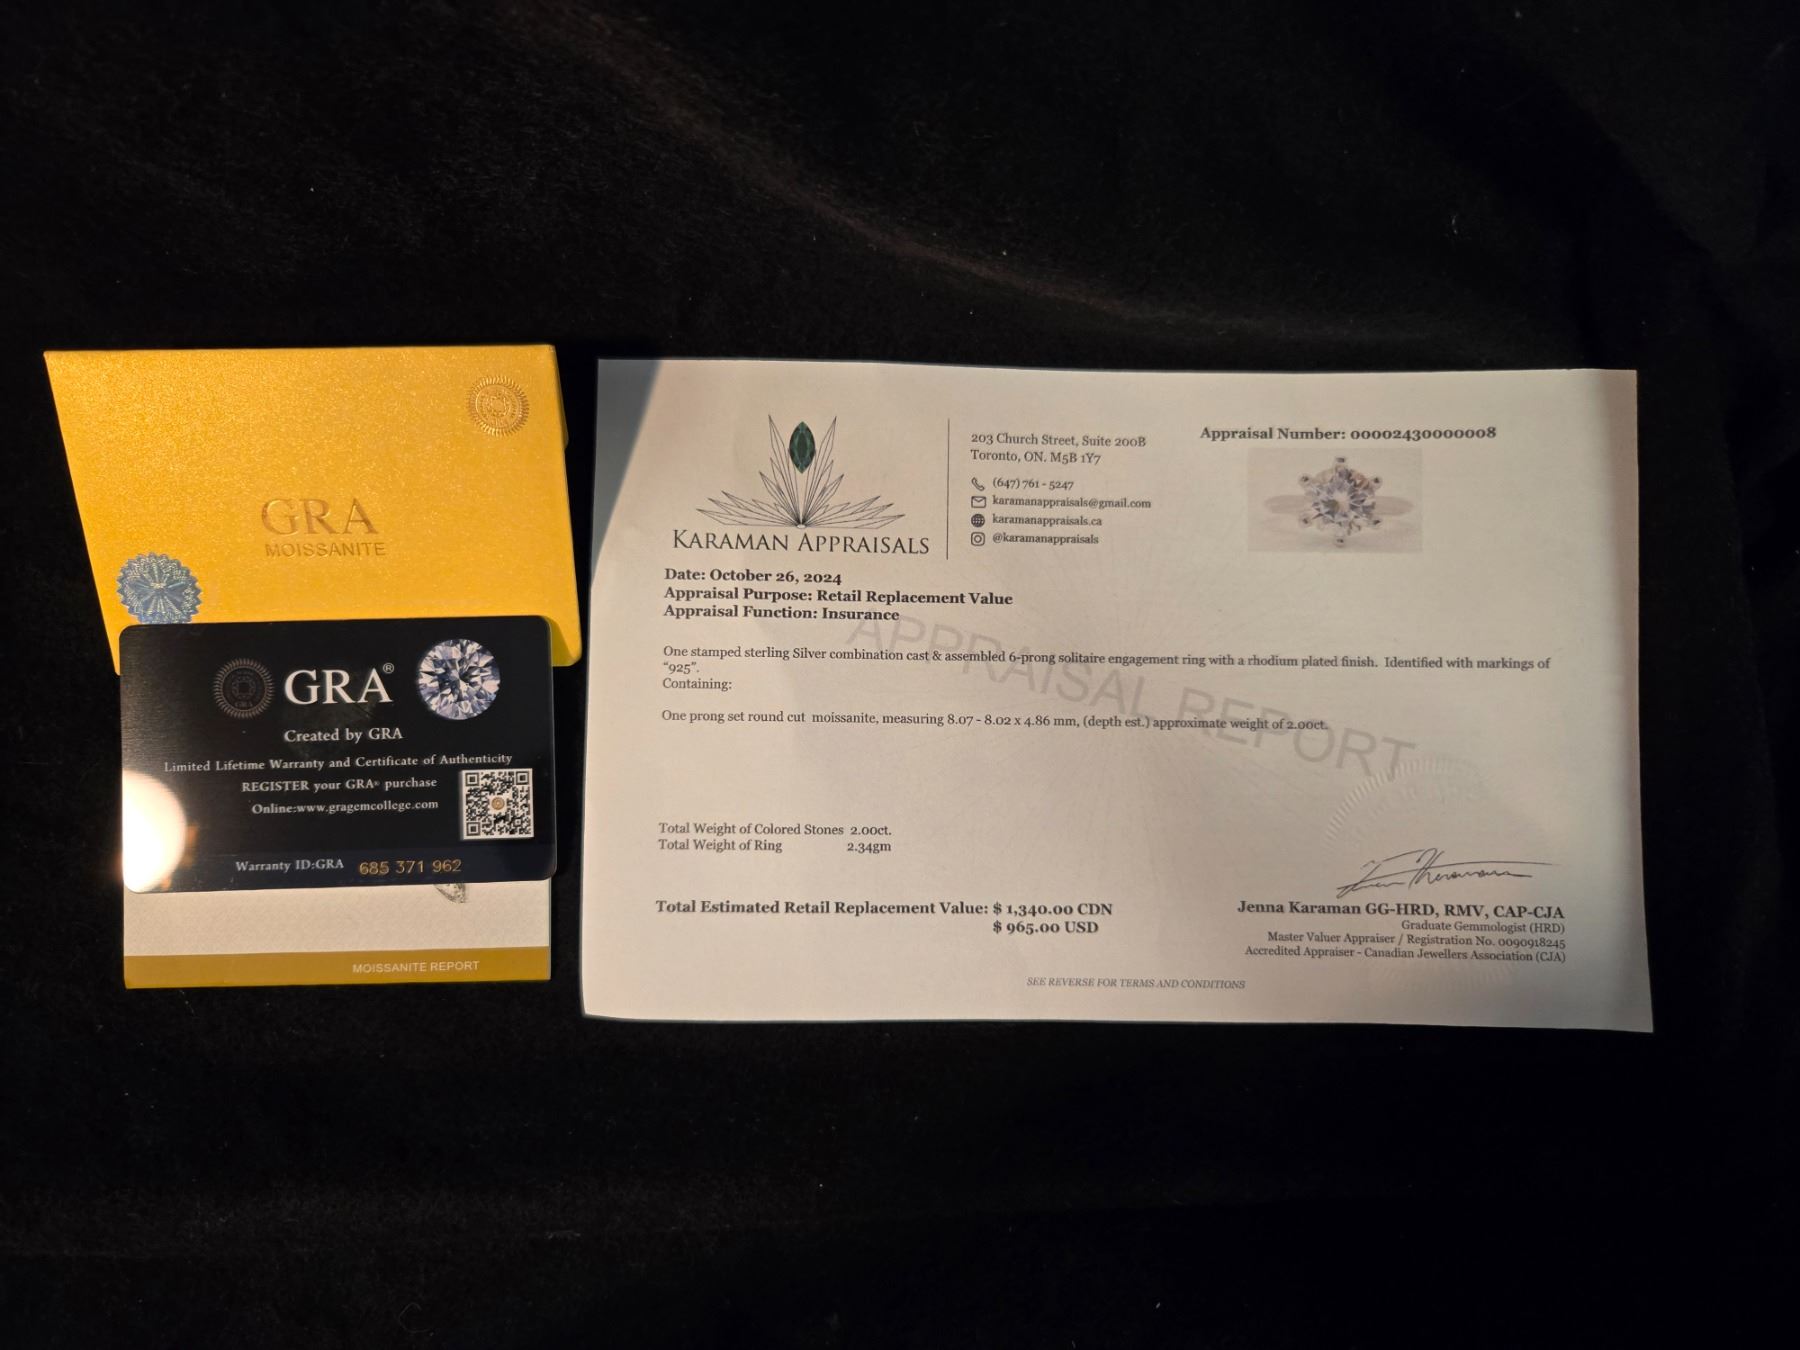 GRA
MOISSANITE
GRA®
Created by GRA
Limited Lifetime Warranty and Certificate of Authenticity
REGISTER your GRA® purchase
Online:www.gragemcollege.com
Warranty ID:GRA 685 371 962
MOISSANITE REPORT
KARAMAN APPRAISALS
203 Church Street, Suite 200B
Toronto, ON. M5B 1Y7
(647) 761 - 5247
karamanappraisals@gmail.com
karamanappraisals.ca
@karamanappraisals
Appraisal Number: 00002430000008
Date: October 26, 2024
Appraisal Purpose: Retail Replacement Value
Appraisal Function: Insurance
APPRAISAL REPORT
One stamped sterling Silver combination cast & assembled 6-prong solitaire engagement ring with a rhodium plated finish. Identified with markings of
“925”.
Containing:
One prong set round cut moissanite, measuring 8.07 - 8.02 x 4.86 mm, (depth est.) approximate weight of 2.00ct.
Total Weight of Colored Stones 2.00ct.
Total Weight of Ring 2.34gm
Total Estimated Retail Replacement Value: $ 1,340.00 CDN
$ 965.00 USD
Jenna Karaman GG-HRD, RMV, CAP-CJA
Graduate Gemmologist (HRD)
Master Valuer Appraiser / Registration No. 0090918245
Accredited Appraiser - Canadian Jewellers Association (CJA)
SEE REVERSE FOR TERMS AND CONDITIONS